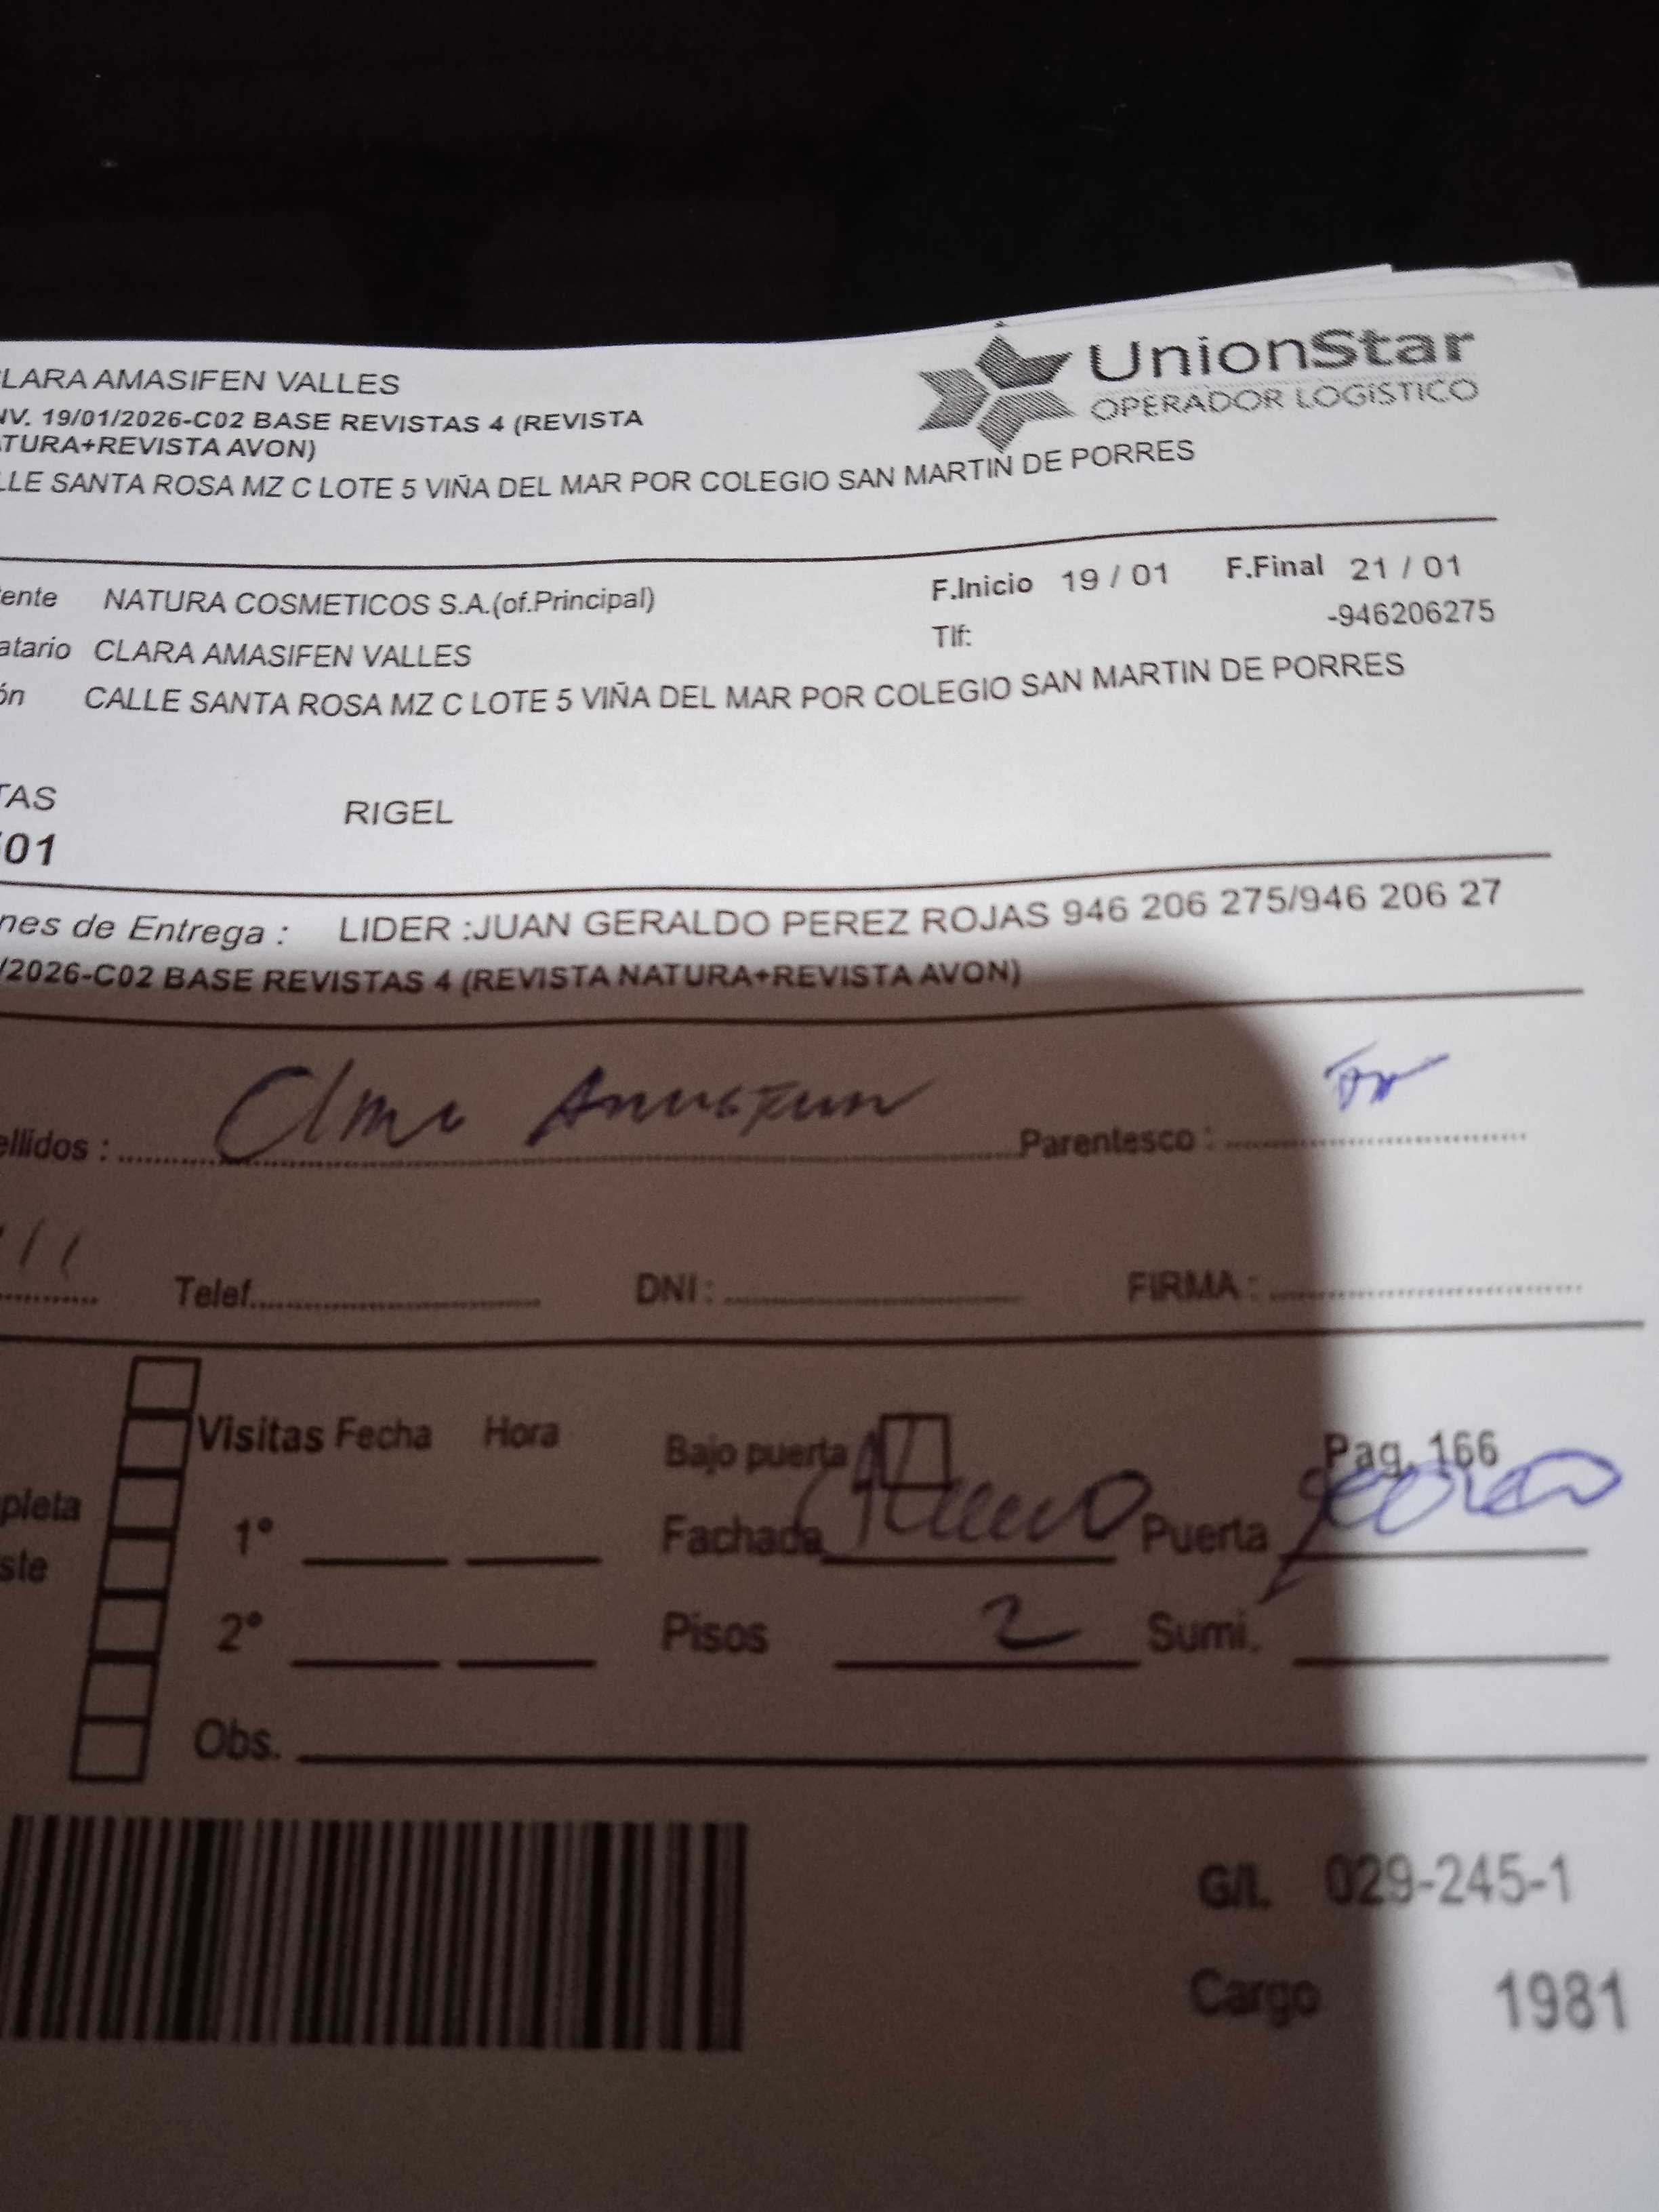 UnionStar
OPERADOR LOGÍSTICO
CLARA AMASIFEN VALLES
NV. 19/01/2026-C02 BASE REVISTAS 4 (REVISTA
ATURA+REVISTA AVON)
LLE SANTA ROSA MZ C LOTE 5 VIÑA DEL MAR POR COLEGIO SAN MARTIN DE PORRES
ente NATURA COSMETICOS S.A.(of.Principal) F.Inicio 19 / 01 F.Final 21 / 01
atario CLARA AMASIFEN VALLES Tlf: -946206275
ón CALLE SANTA ROSA MZ C LOTE 5 VIÑA DEL MAR POR COLEGIO SAN MARTIN DE PORRES
TAS RIGEL
01
nes de Entrega : LIDER :JUAN GERALDO PEREZ ROJAS 946 206 275/946 206 27
/2026-C02 BASE REVISTAS 4 (REVISTA NATURA+REVISTA AVON)
ellidos : Parentesco :
Telef. DNI : FIRMA :
Visitas Fecha Hora Bajo puerta Pag. 166
pleta 1° Fachada Puerta
ste
2° Pisos 2 Sumi.
Obs.
G/I. 029-245-1
Cargo 1981